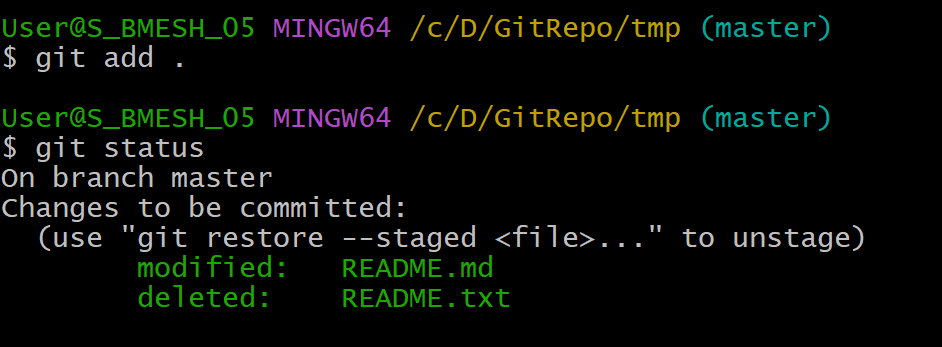 User@S_BMESH_05 MINGW64 /c/D/GitRepo/tmp (master)
$ git add .
User@S_BMESH_05 MINGW64 /c/D/GitRepo/tmp (master)
$ git status
On branch master
Changes to be committed:
  (use "git restore --staged <file>..." to unstage)
        modified:   README.md
        deleted:    README.txt